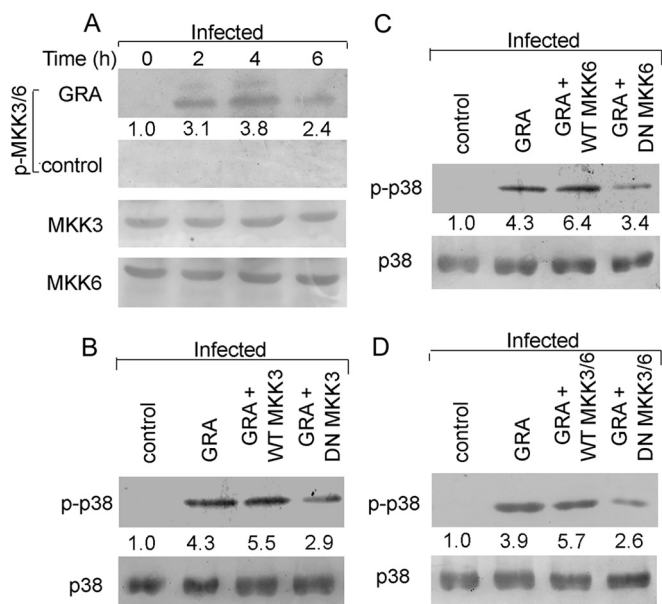 A
Infected
Time (h) 0 2 4 6
p-MKK3/6
GRA
1.0 3.1 3.8 2.4
control
MKK3
MKK6
B
Infected
control
GRA
GRA +
WT MKK3
GRA +
DN MKK3
p-p38
1.0 4.3 5.5 2.9
p38
C
Infected
control
GRA
GRA +
WT MKK6
GRA +
DN MKK6
p-p38
1.0 4.3 6.4 3.4
p38
D
Infected
control
GRA
GRA +
WT MKK3/6
GRA +
DN MKK3/6
p-p38
1.0 3.9 5.7 2.6
p38